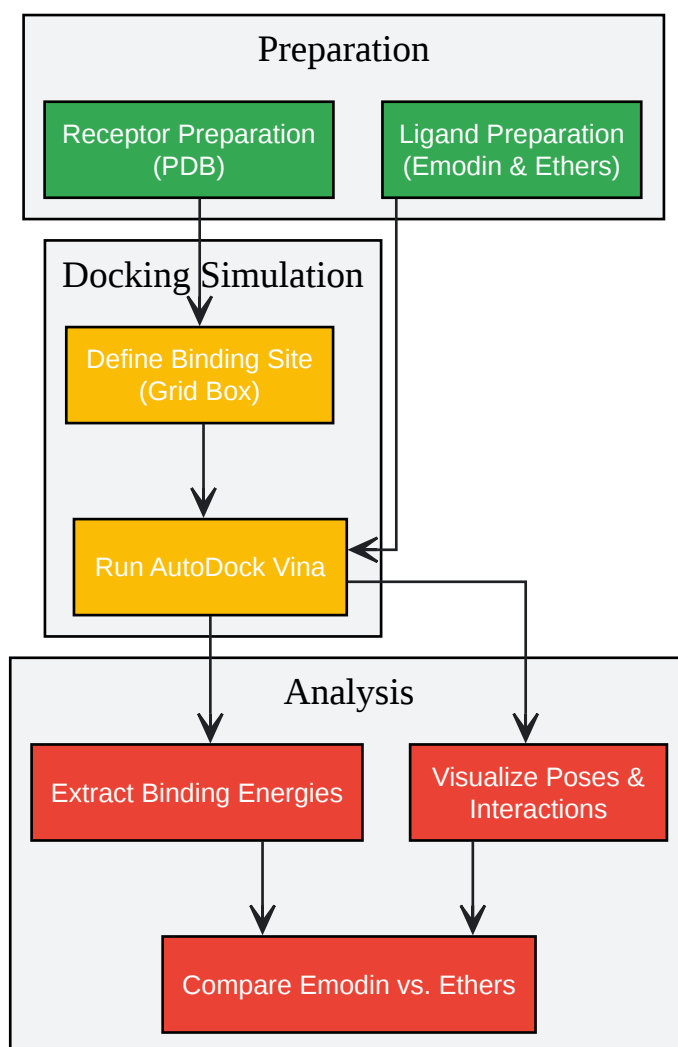 Preparation
Receptor Preparation
(PDB)
Ligand Preparation
(Emodin & Ethers)
Docking Simulation
Define Binding Site
(Grid Box)
Run AutoDock Vina
Analysis
Extract Binding Energies
Visualize Poses &
Interactions
Compare Emodin vs. Ethers